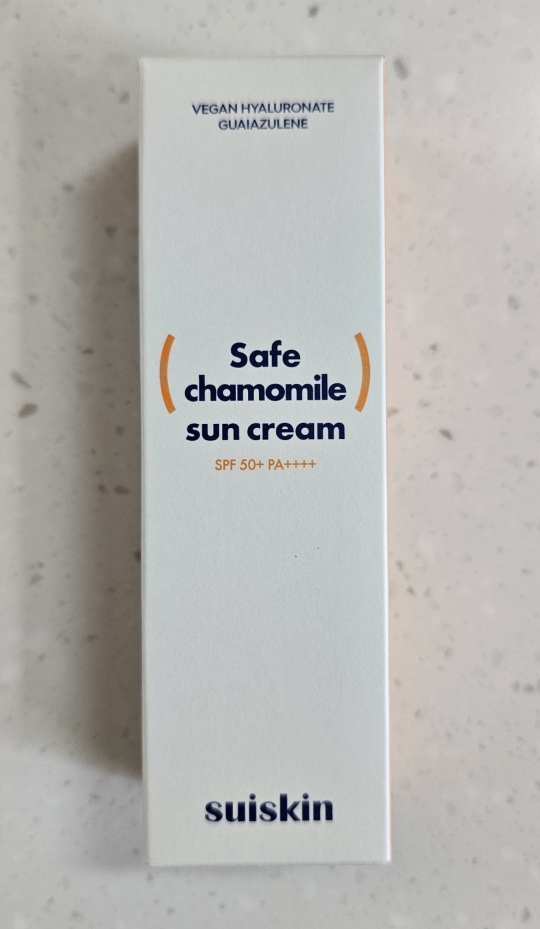 VEGAN HYALURONATE
GUAIAZULENE
Safe
chamomile
sun cream
SPF 50+ PA++++
suiskin